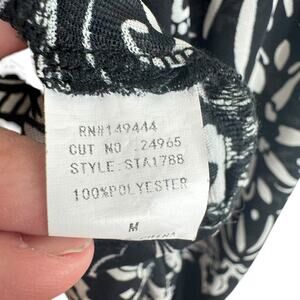 RN#149444
CUT NO .24965
STYLE:STA1788
100%POLYESTER
M